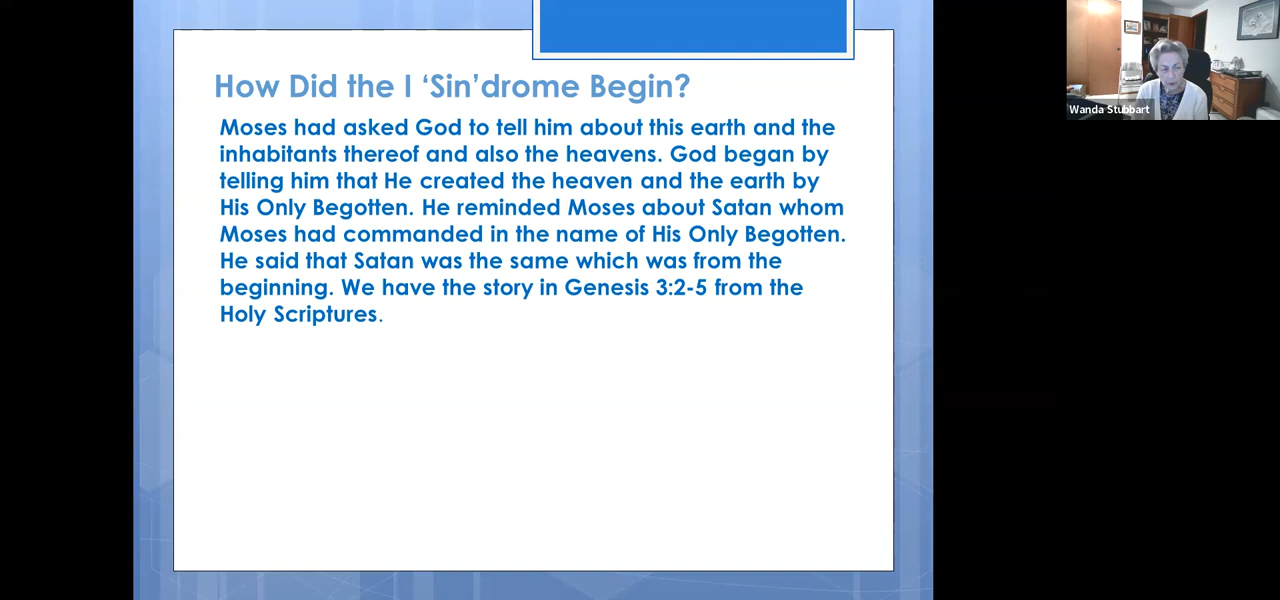 How Did the I ‘Sin’drome Begin?
Moses had asked God to tell him about this earth and the
inhabitants thereof and also the heavens. God began by
telling him that He created the heaven and the earth by
His Only Begotten. He reminded Moses about Satan whom
Moses had commanded in the name of His Only Begotten.
He said that Satan was the same which was from the
beginning. We have the story in Genesis 3:2-5 from the
Holy Scriptures.
Wanda Stubbart